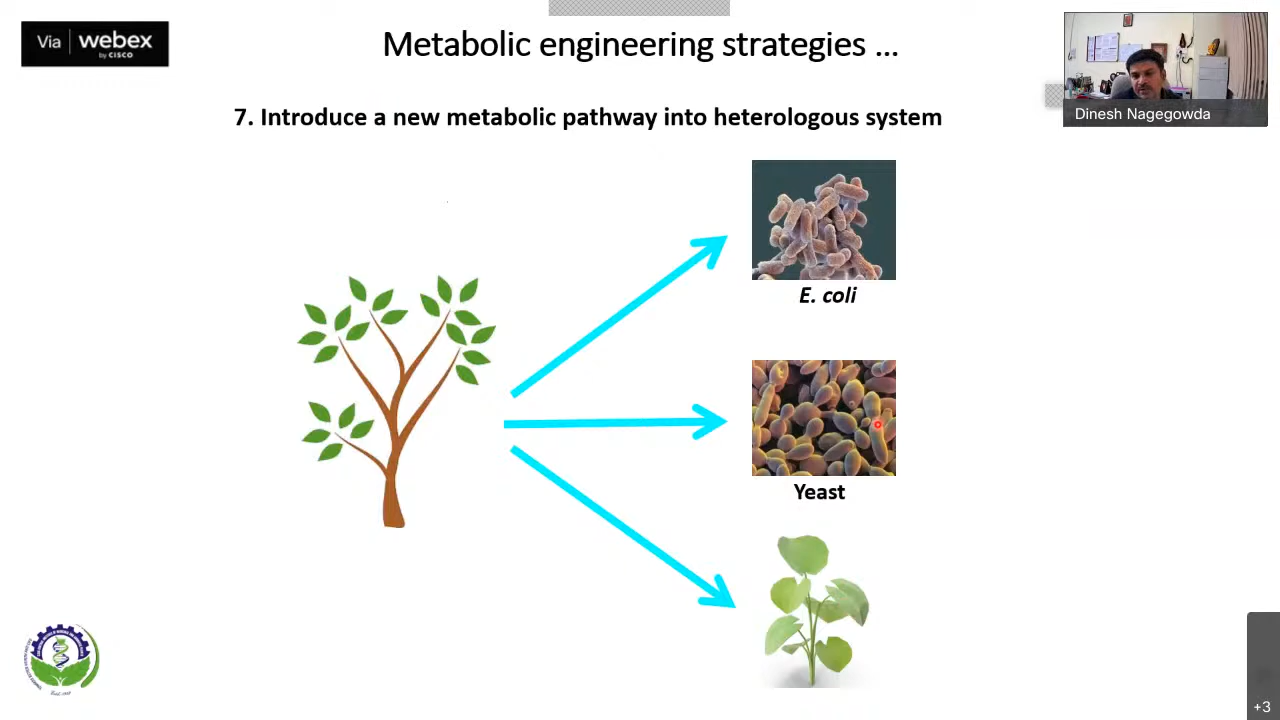 Via webex
by CISCO
Metabolic engineering strategies ...
Dinesh Nagegowda
7. Introduce a new metabolic pathway into heterologous system
E. coli
Yeast
+3